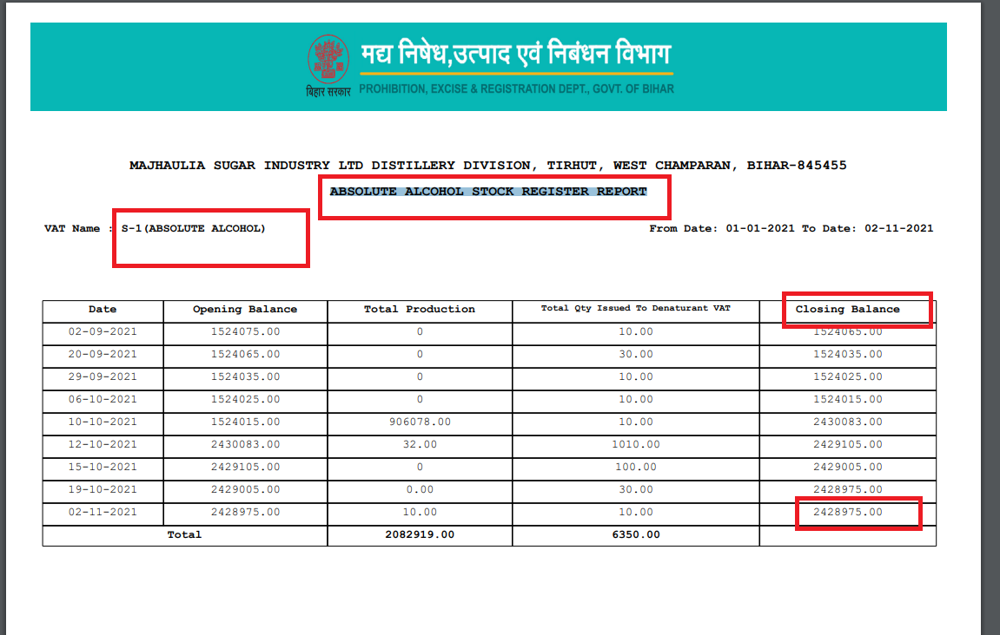 मद्य निषेध,उत्पाद एवं निबंधन विभाग
बिहार सरकार PROHIBITION, EXCISE & REGISTRATION DEPT., GOVT. OF BIHAR
MAJHAULIA SUGAR INDUSTRY LTD DISTILLERY DIVISION, TIRHUT, WEST CHAMPARAN, BIHAR-845455
ABSOLUTE ALCOHOL STOCK REGISTER REPORT
VAT Name : S-1(ABSOLUTE ALCOHOL) From Date: 01-01-2021 To Date: 02-11-2021
Date Opening Balance Total Production Total Qty Issued To Denaturant VAT Closing Balance
02-09-2021 1524075.00 0 10.00 1524065.00
20-09-2021 1524065.00 0 30.00 1524035.00
29-09-2021 1524035.00 0 10.00 1524025.00
06-10-2021 1524025.00 0 10.00 1524015.00
10-10-2021 1524015.00 906078.00 10.00 2430083.00
12-10-2021 2430083.00 32.00 1010.00 2429105.00
15-10-2021 2429105.00 0 100.00 2429005.00
19-10-2021 2429005.00 0.00 30.00 2428975.00
02-11-2021 2428975.00 10.00 10.00 2428975.00
Total 2082919.00 6350.00